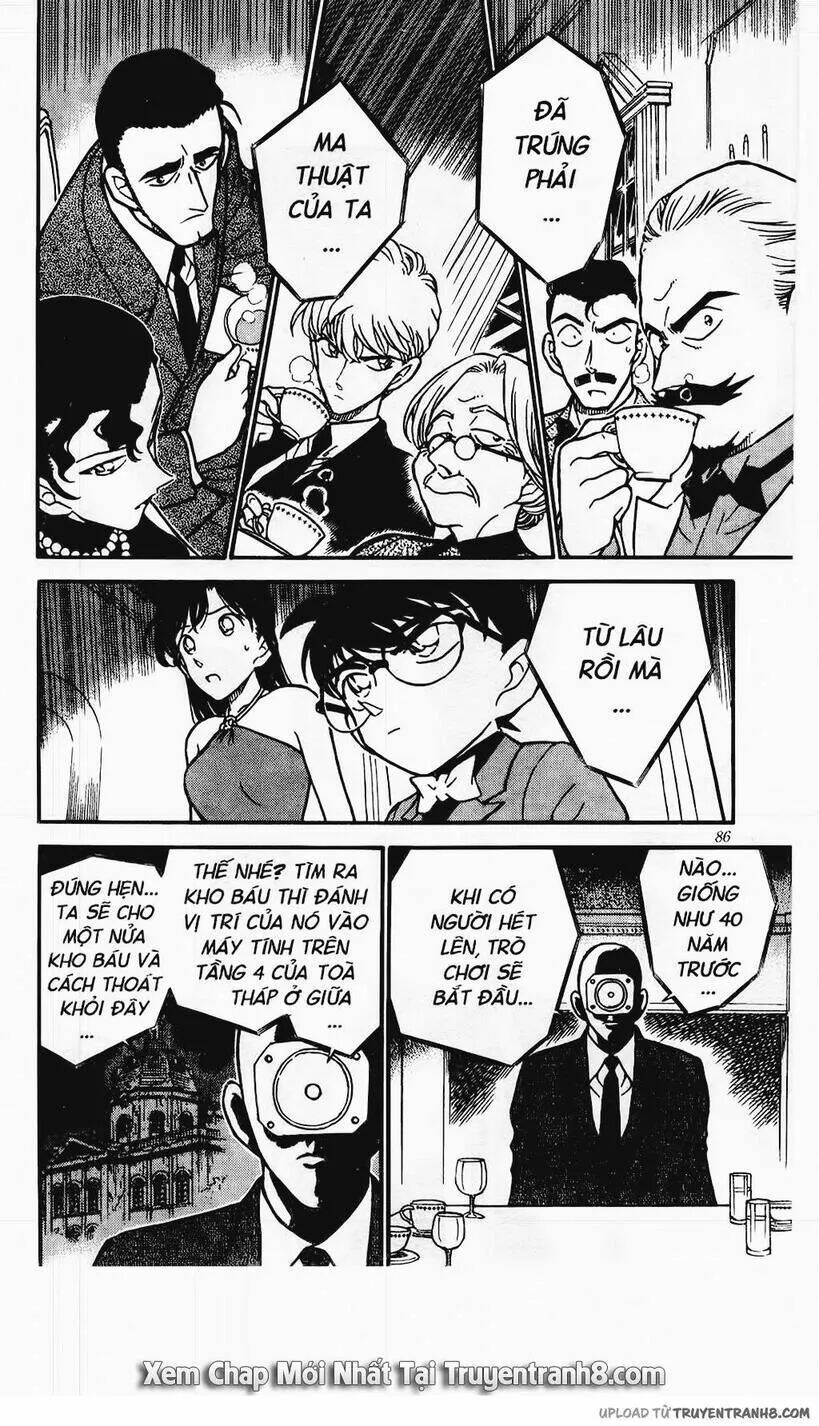 ĐÃ
TRÚNG
PHẢI
...
MA
THUẬT
CỦA TA
...
TỪ LÂU
RỒI MÀ
...
86
NÀO...
GIỐNG
NHƯ 40
NĂM
TRƯỚC
...
KHI CÓ
NGƯỜI HÉT
LÊN, TRÒ
CHƠI SẼ
BẮT ĐẦU...
THẾ NHÉ? TÌM RA
KHO BÁU THÌ ĐÁNH
VỊ TRÍ CỦA NÓ VÀO
MÁY TÍNH TRÊN
TẦNG 4 CỦA TOÀ
THÁP Ở GIỮA
...
ĐÚNG HẸN...
TA SẼ CHO
MỘT NỬA
KHO BÁU VÀ
CÁCH THOÁT
KHỎI ĐÂY
...
Xem Chap Mới Nhất Tại Truyentranh8.com
UPLOAD TỪ TRUYENTRANH8.COM